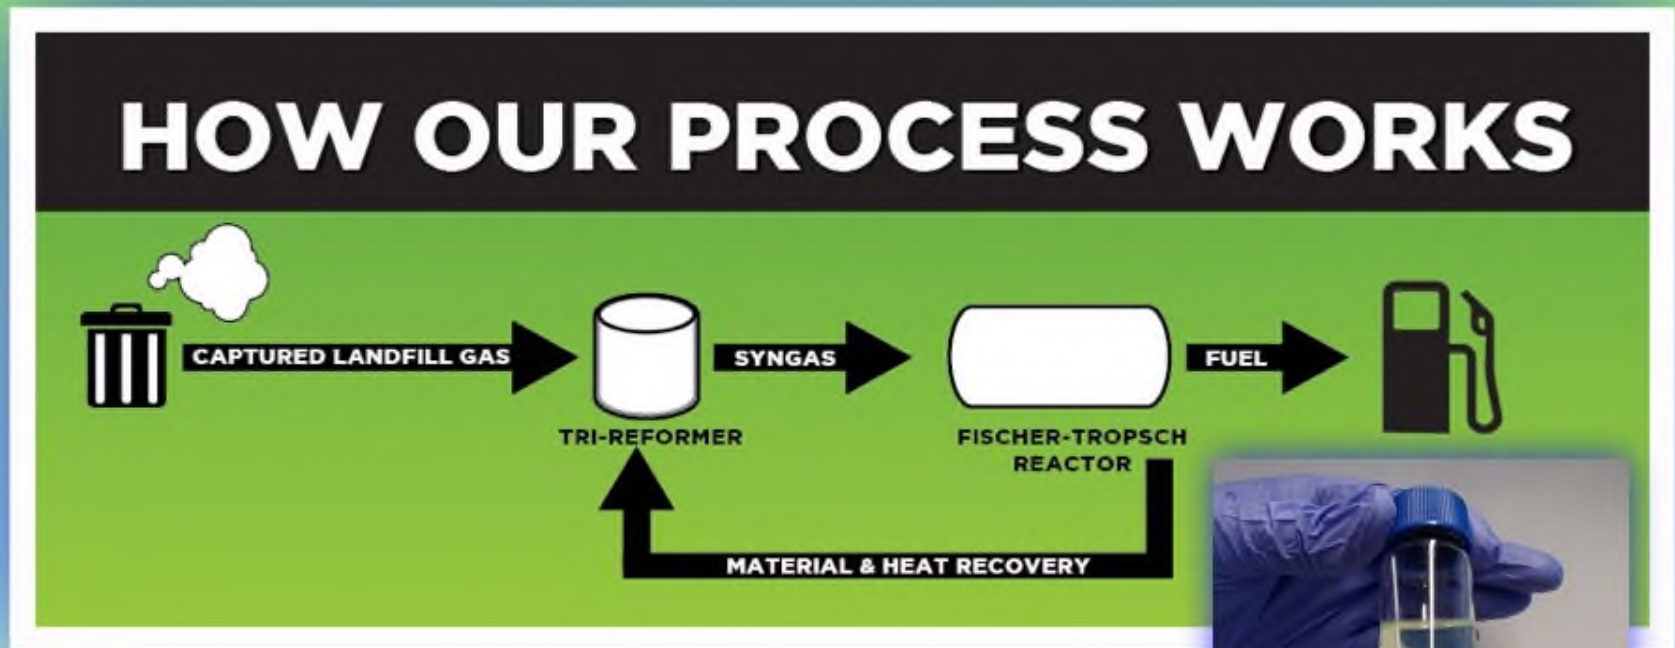 HOW OUR PROCESS WORKS
CAPTURED LANDFILL GAS
SYNGAS
FUEL
TRI-REFORMER
FISCHER-TROPSCH
REACTOR
MATERIAL & HEAT RECOVERY